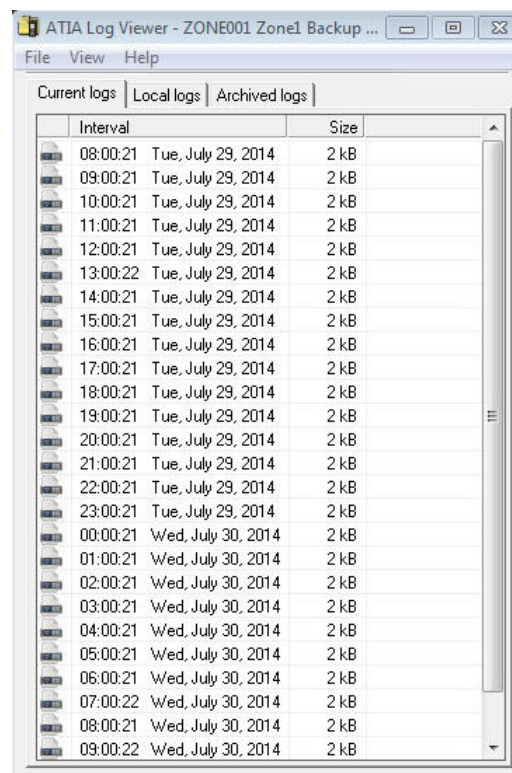 ATIA Log Viewer - ZONE001 Zone1 Backup ...
File View Help
Current logs Local logs Archived logs
Interval Size
08:00:21 Tue, July 29, 2014 2 kB
09:00:21 Tue, July 29, 2014 2 kB
10:00:21 Tue, July 29, 2014 2 kB
11:00:21 Tue, July 29, 2014 2 kB
12:00:21 Tue, July 29, 2014 2 kB
13:00:22 Tue, July 29, 2014 2 kB
14:00:21 Tue, July 29, 2014 2 kB
15:00:21 Tue, July 29, 2014 2 kB
16:00:21 Tue, July 29, 2014 2 kB
17:00:21 Tue, July 29, 2014 2 kB
18:00:21 Tue, July 29, 2014 2 kB
19:00:21 Tue, July 29, 2014 2 kB
20:00:21 Tue, July 29, 2014 2 kB
21:00:21 Tue, July 29, 2014 2 kB
22:00:21 Tue, July 29, 2014 2 kB
23:00:21 Tue, July 29, 2014 2 kB
00:00:21 Wed, July 30, 2014 2 kB
01:00:21 Wed, July 30, 2014 2 kB
02:00:21 Wed, July 30, 2014 2 kB
03:00:21 Wed, July 30, 2014 2 kB
04:00:21 Wed, July 30, 2014 2 kB
05:00:21 Wed, July 30, 2014 2 kB
06:00:21 Wed, July 30, 2014 2 kB
07:00:22 Wed, July 30, 2014 2 kB
08:00:21 Wed, July 30, 2014 2 kB
09:00:22 Wed, July 30, 2014 2 kB